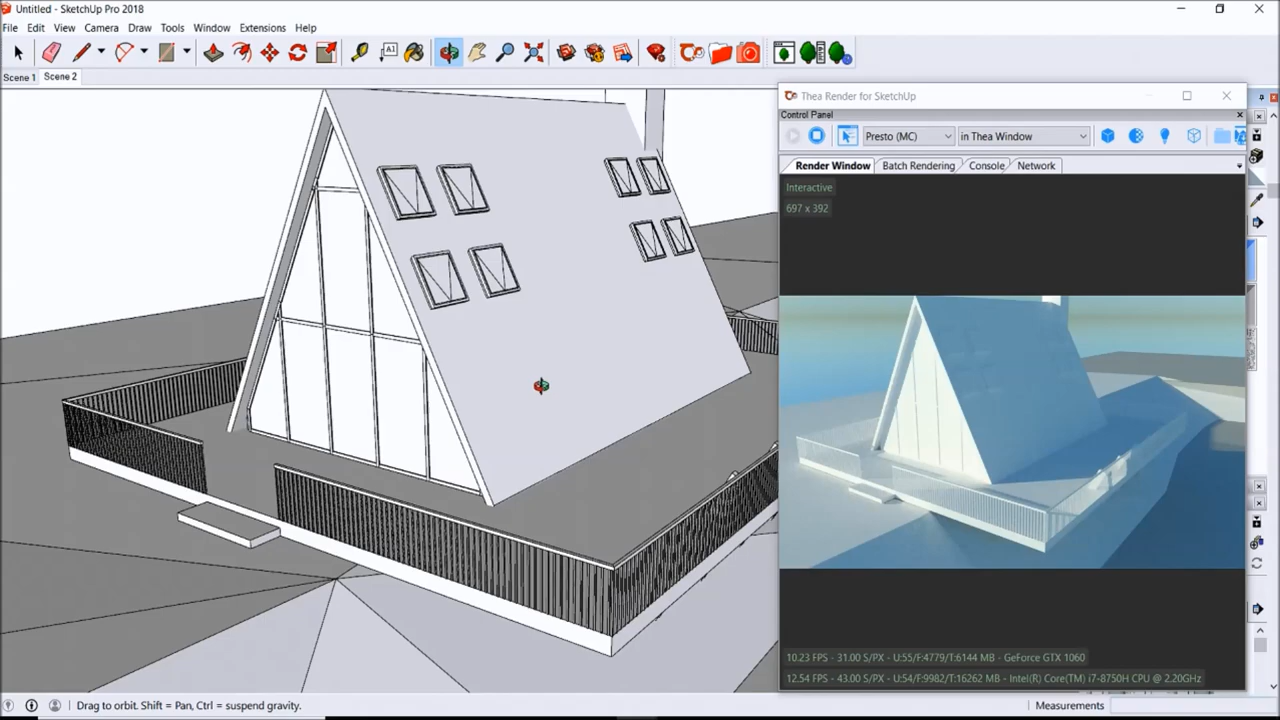 Untitled - SketchUp Pro 2018
File Edit View Camera Draw Tools Window Extensions Help
A1
Scene 1 Scene 2
Thea Render for SketchUp
Control Panel
Presto (MC) in Thea Window
Render Window Batch Rendering Console Network
Interactive
697 x 392
10.23 FPS - 31.00 S/PX - U:55/F:4779/T:6144 MB - GeForce GTX 1060
12.54 FPS - 43.00 S/PX - U:54/F:9982/T:16262 MB - Intel(R) Core(TM) i7-8750H CPU @ 2.20GHz
Drag to orbit. Shift = Pan, Ctrl = suspend gravity. Measurements